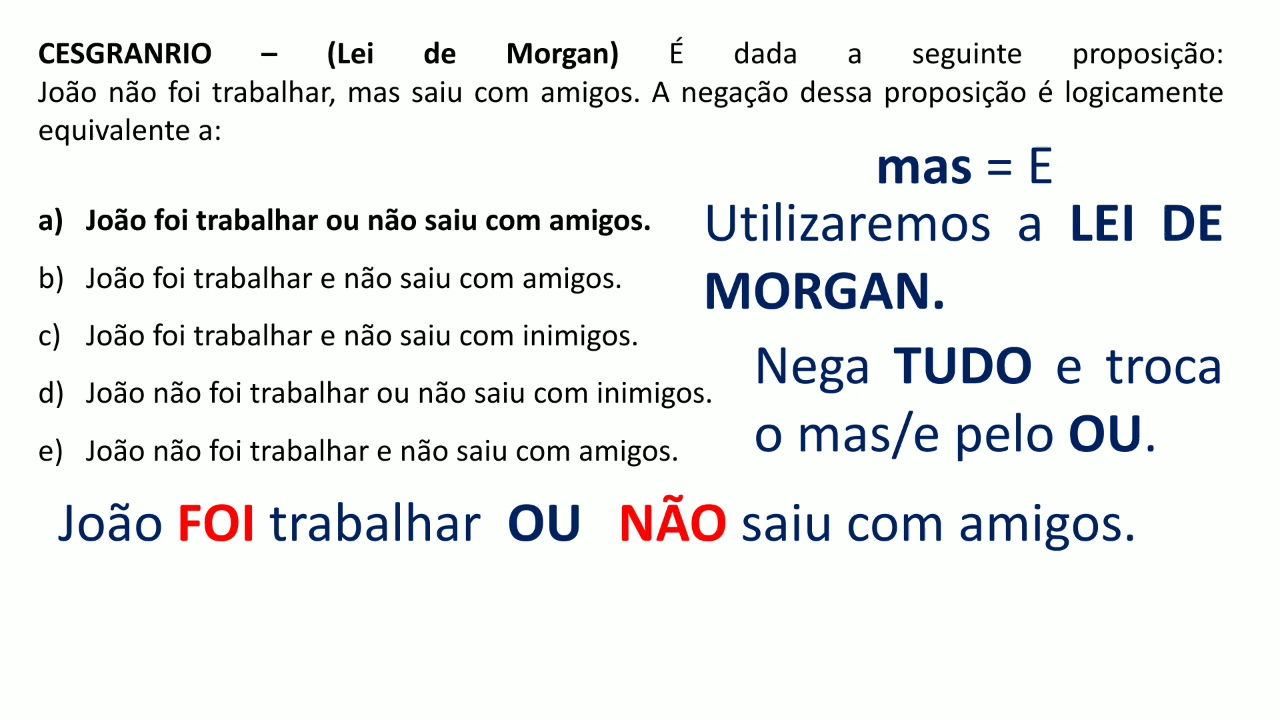 CESGRANRIO – (Lei de Morgan) É dada a seguinte proposição:
João não foi trabalhar, mas saiu com amigos. A negação dessa proposição é logicamente
equivalente a:
a) João foi trabalhar ou não saiu com amigos.
b) João foi trabalhar e não saiu com amigos.
c) João foi trabalhar e não saiu com inimigos.
d) João não foi trabalhar ou não saiu com inimigos.
e) João não foi trabalhar e não saiu com amigos.
mas = E
Utilizaremos a LEI DE
MORGAN.
Nega TUDO e troca
o mas/e pelo OU.
João FOI trabalhar OU NÃO saiu com amigos.